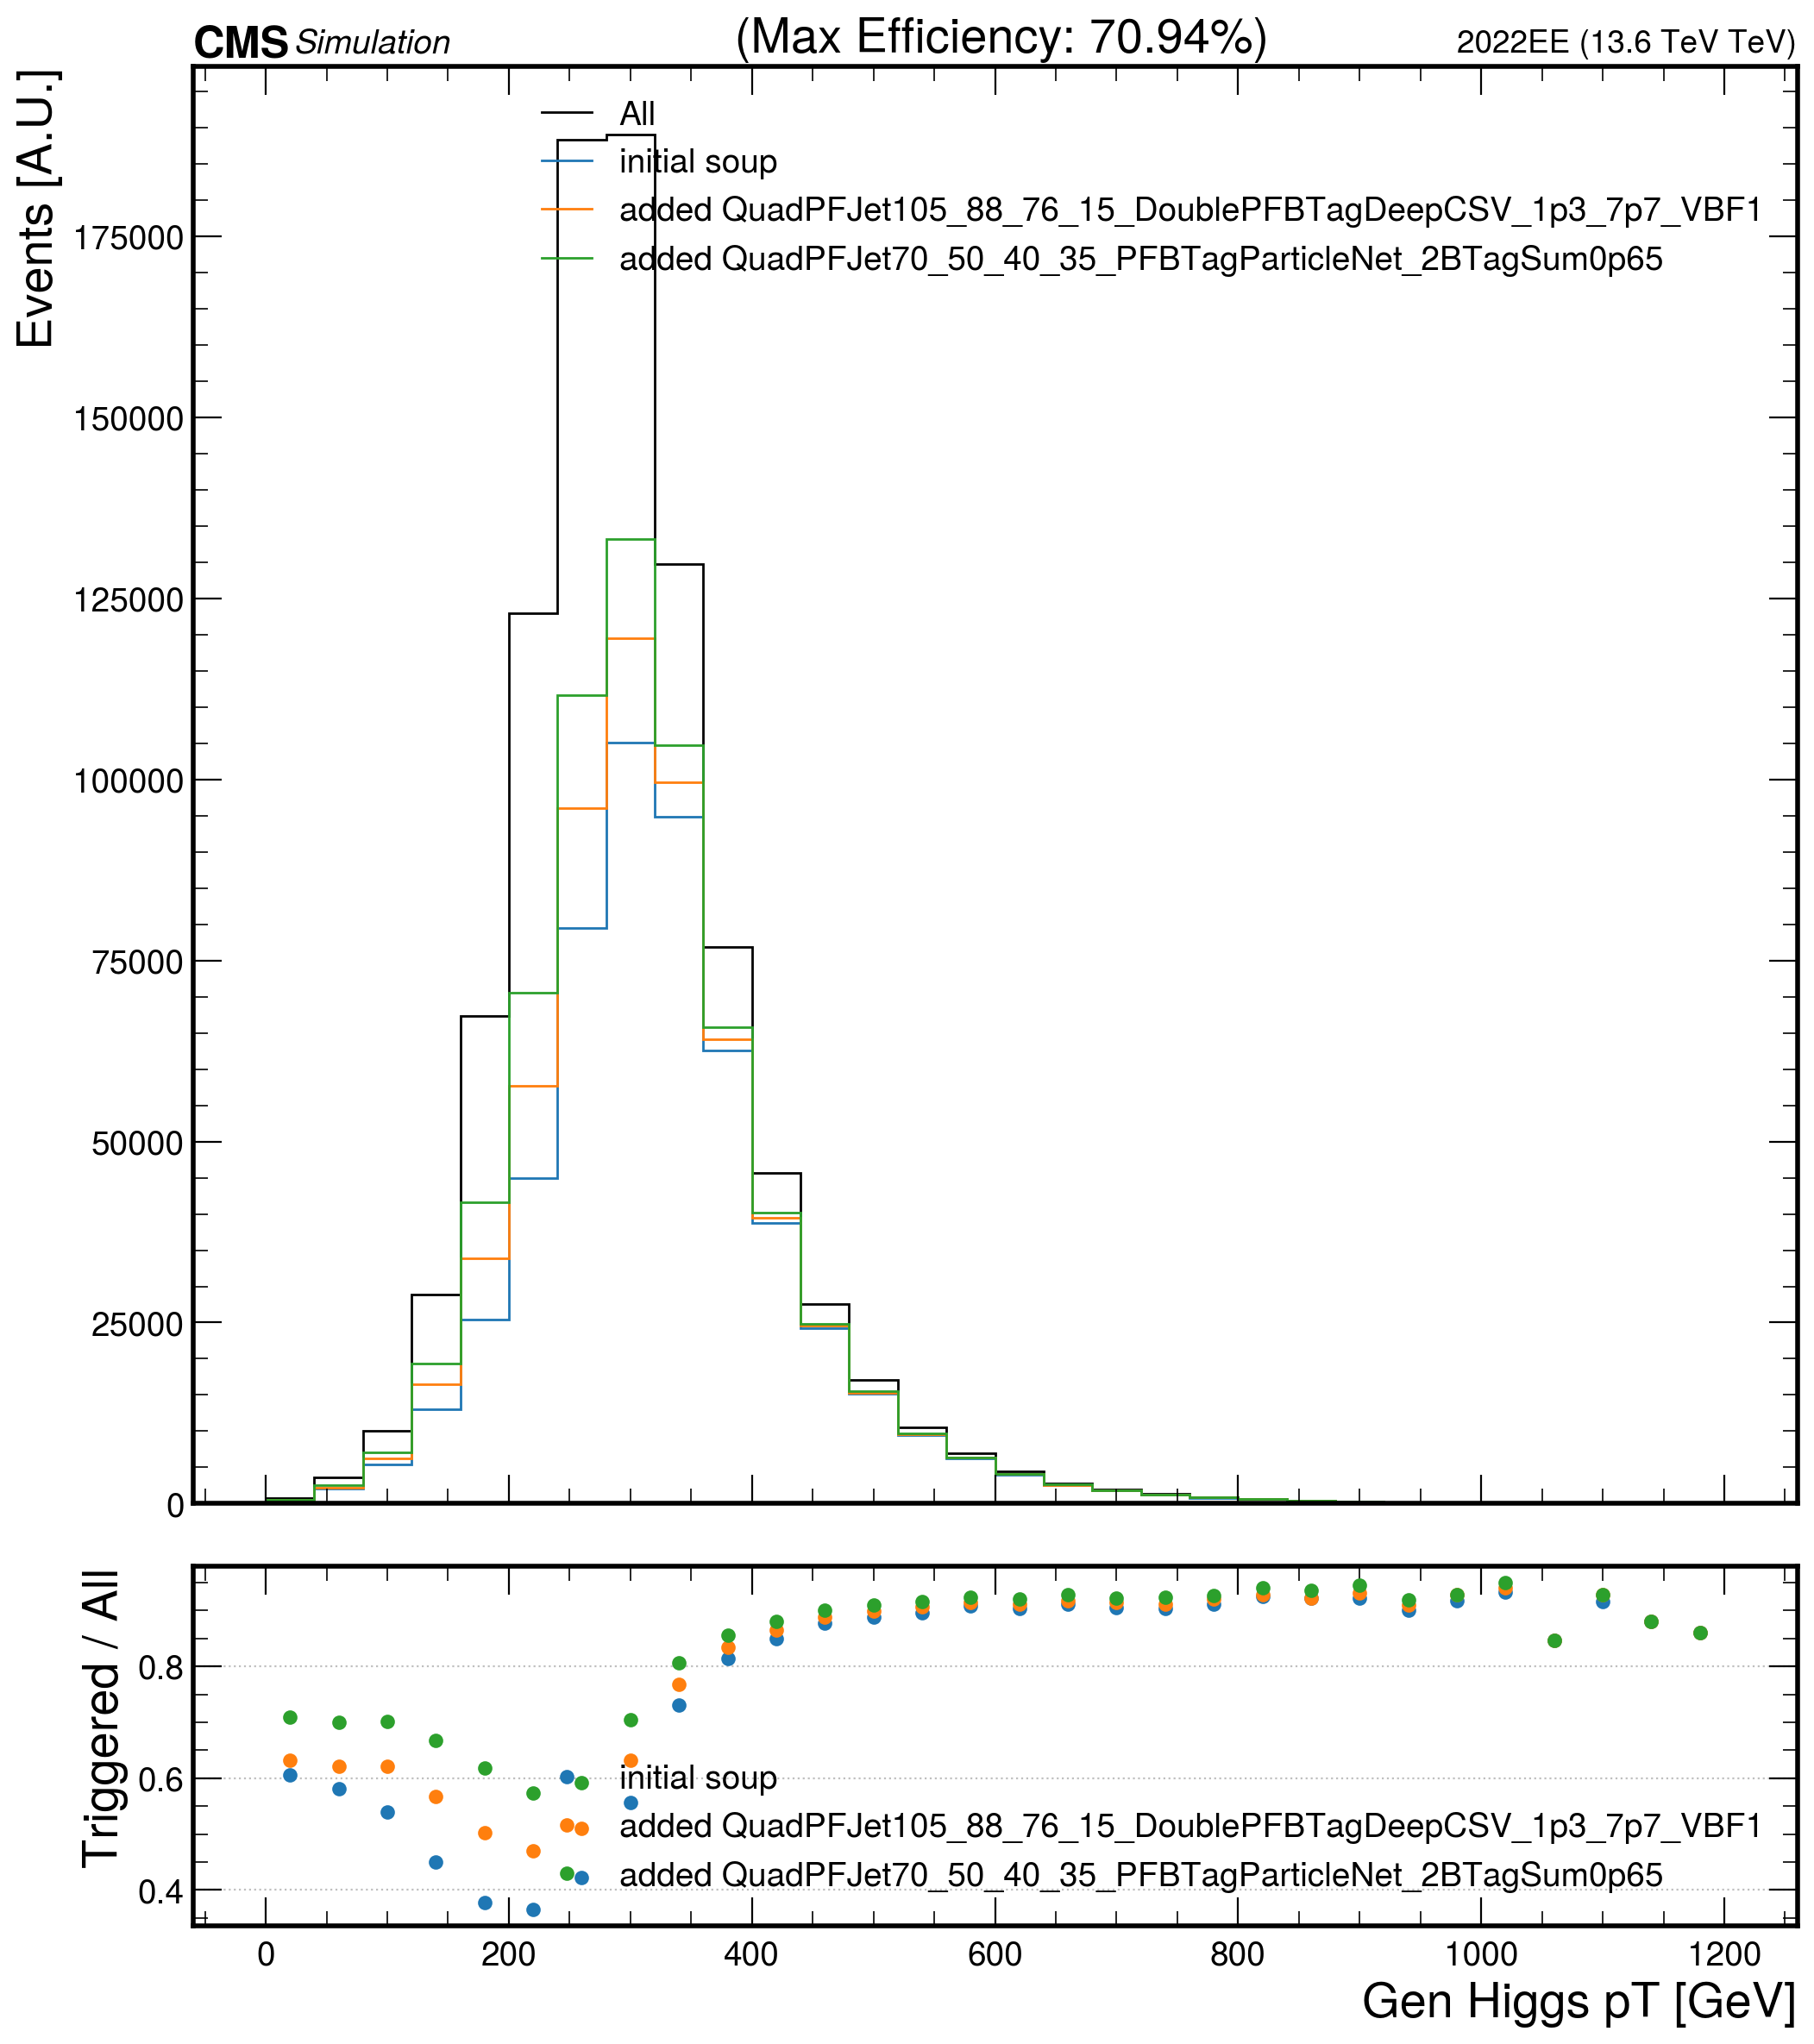 CMS Simulation (Max Efficiency: 70.94%) 2022EE (13.6 TeV TeV)
Events [A.U.]
All
initial soup
added QuadPFJet105_88_76_15_DoublePFBTagDeepCSV_1p3_7p7_VBF1
added QuadPFJet70_50_40_35_PFBTagParticleNet_2BTagSum0p65
175000
150000
125000
100000
75000
50000
25000
0
Triggered / All
0.8
0.6
0.4
initial soup
added QuadPFJet105_88_76_15_DoublePFBTagDeepCSV_1p3_7p7_VBF1
added QuadPFJet70_50_40_35_PFBTagParticleNet_2BTagSum0p65
0 200 400 600 800 1000 1200
Gen Higgs pT [GeV]